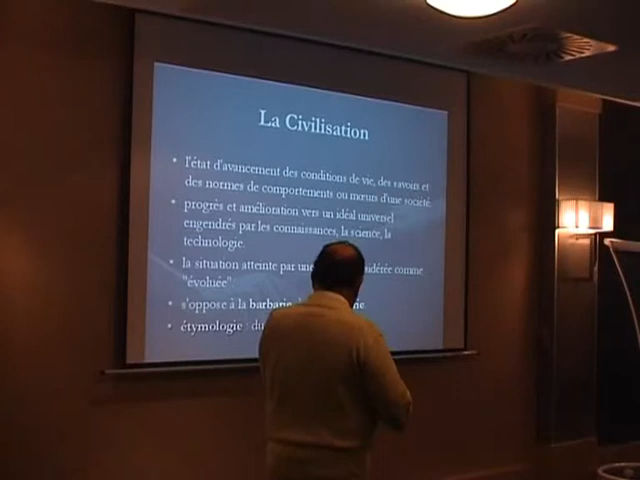 La Civilisation
• l'état d'avancement des conditions de vie, des savoirs et
des normes de comportements ou mœurs d'une société.
• progrès et amélioration vers un idéal universel
engendrés par les connaissances, la science, la
technologie.
• la situation atteinte par une comme
"évoluée".
• s'oppose à la barbarie,
• étymologie : du